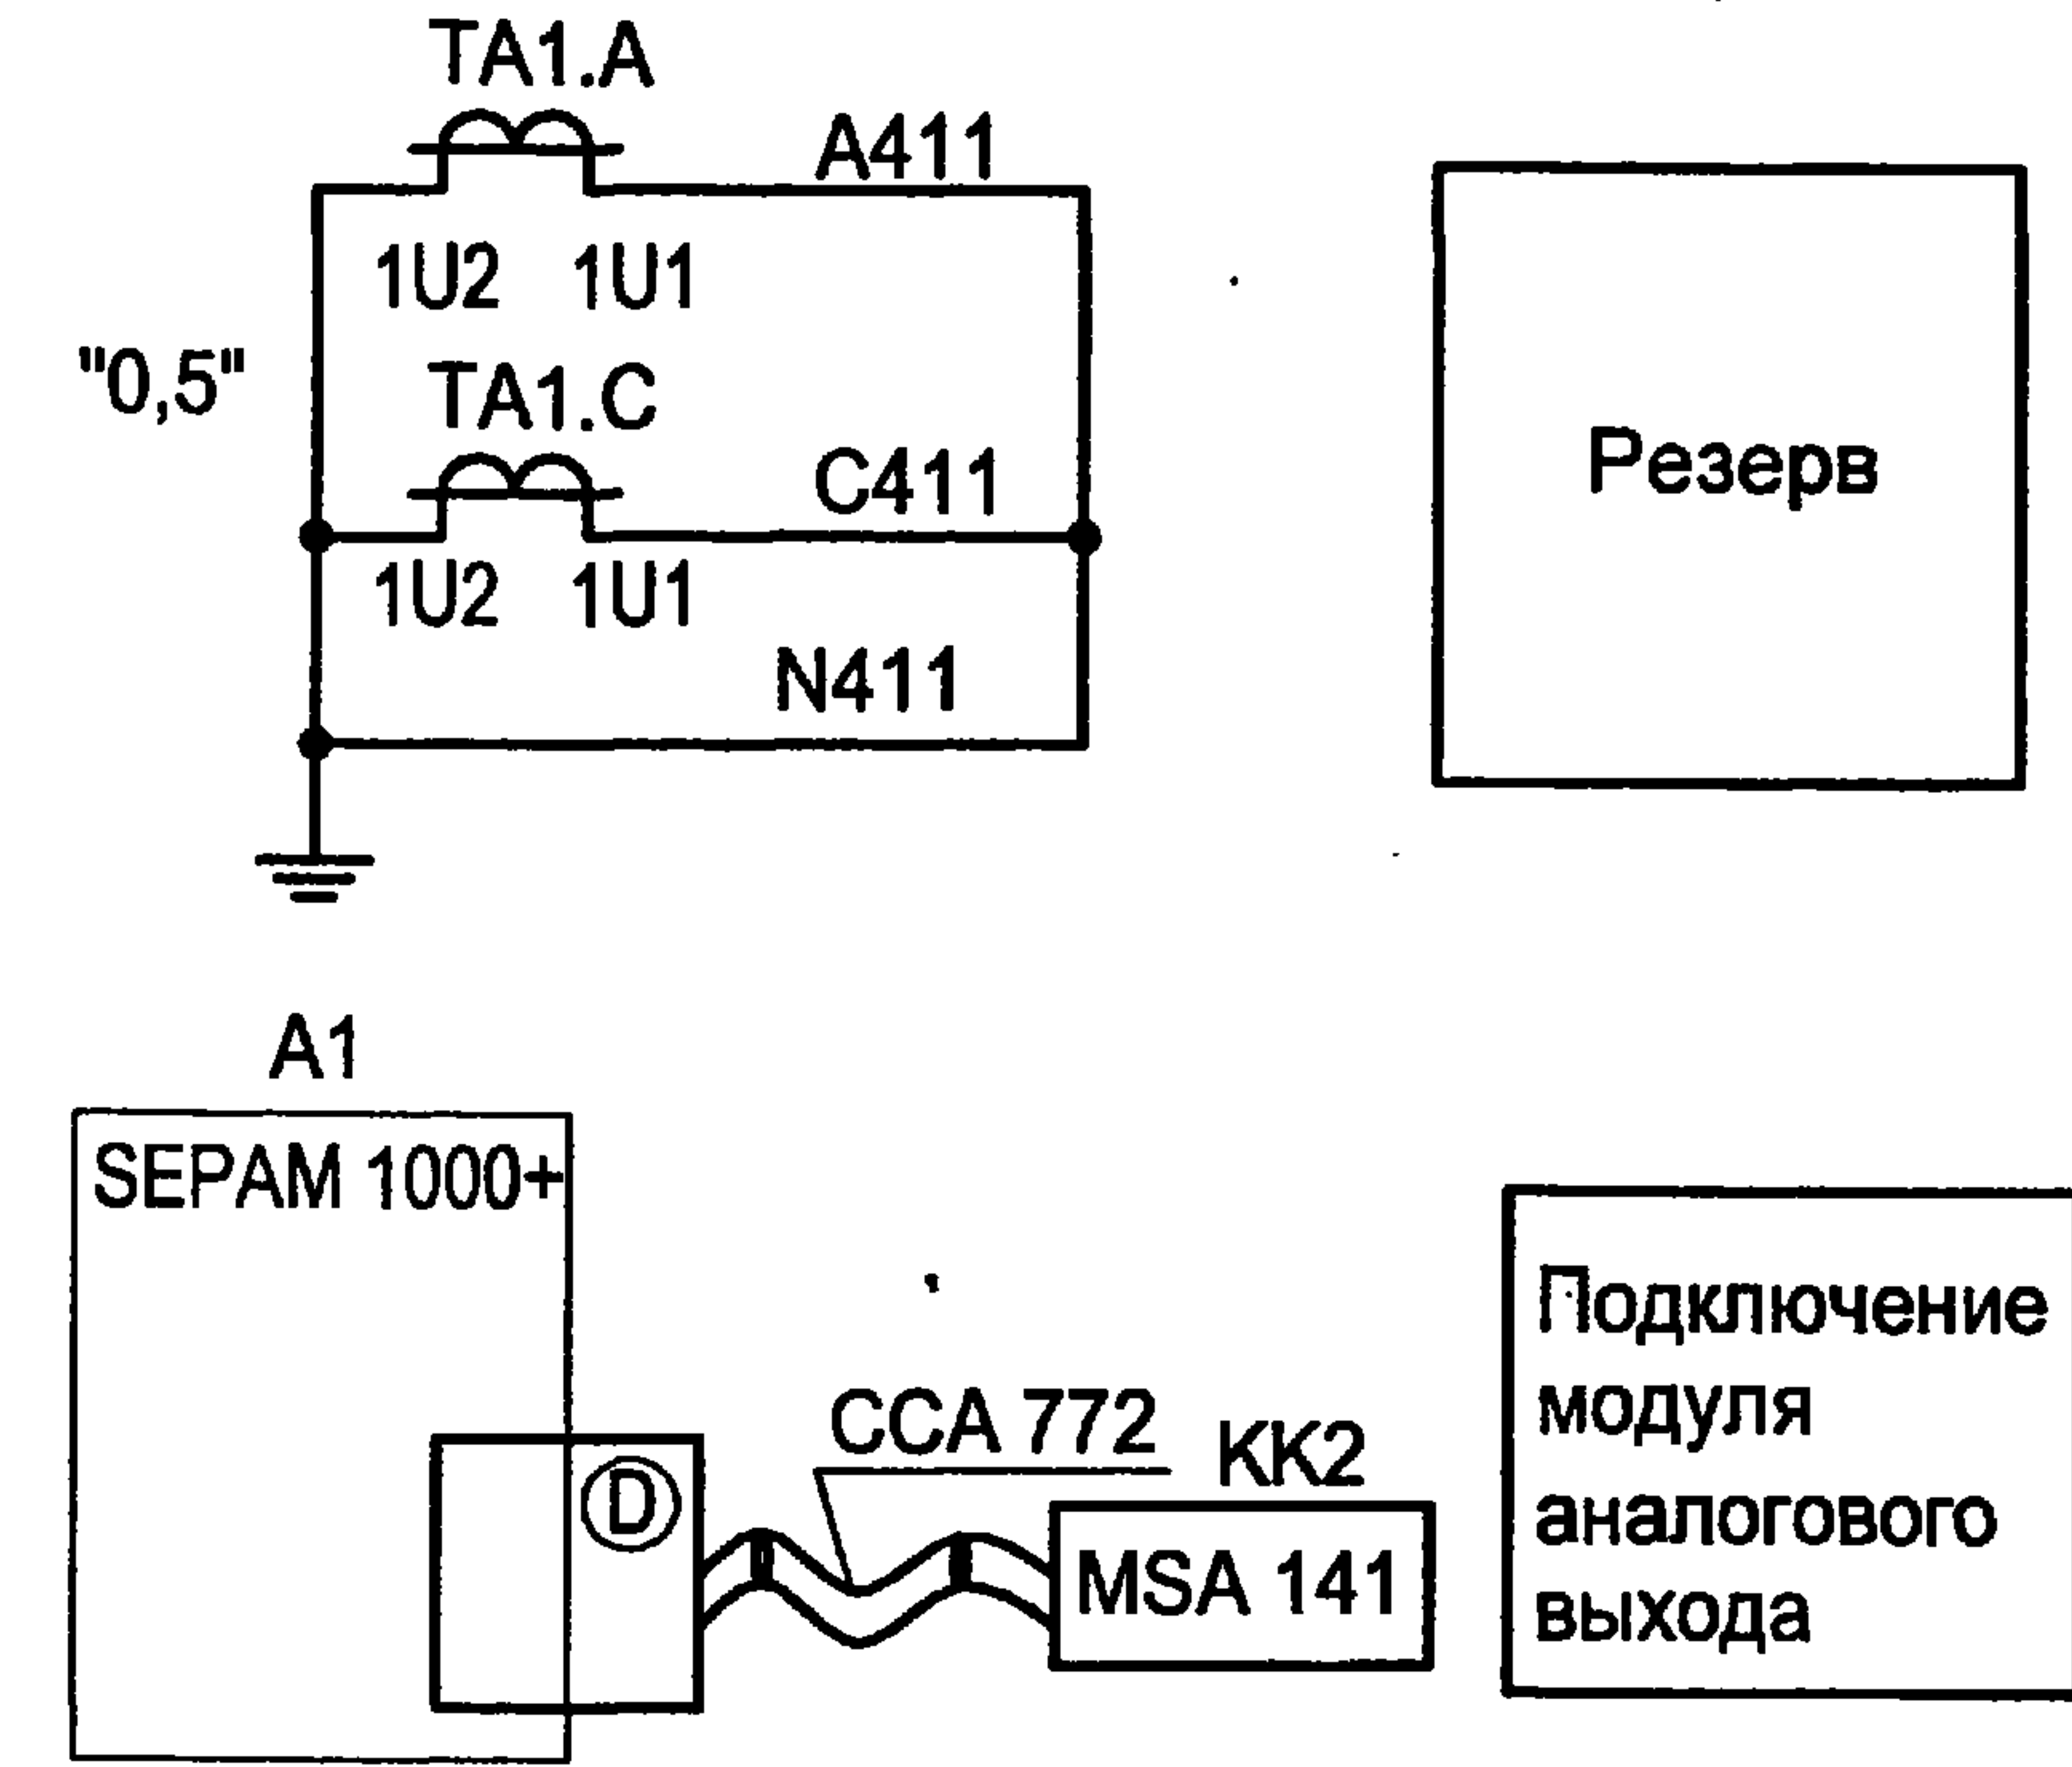 TA1.A
A411
1U2 1U1
"0,5"
TA1.C
C411
Резерв
1U2 1U1
N411
A1
SEPAM 1000+
D
CCA 772
KK2
MSA 141
Подключение
модуля
аналогового
выхода